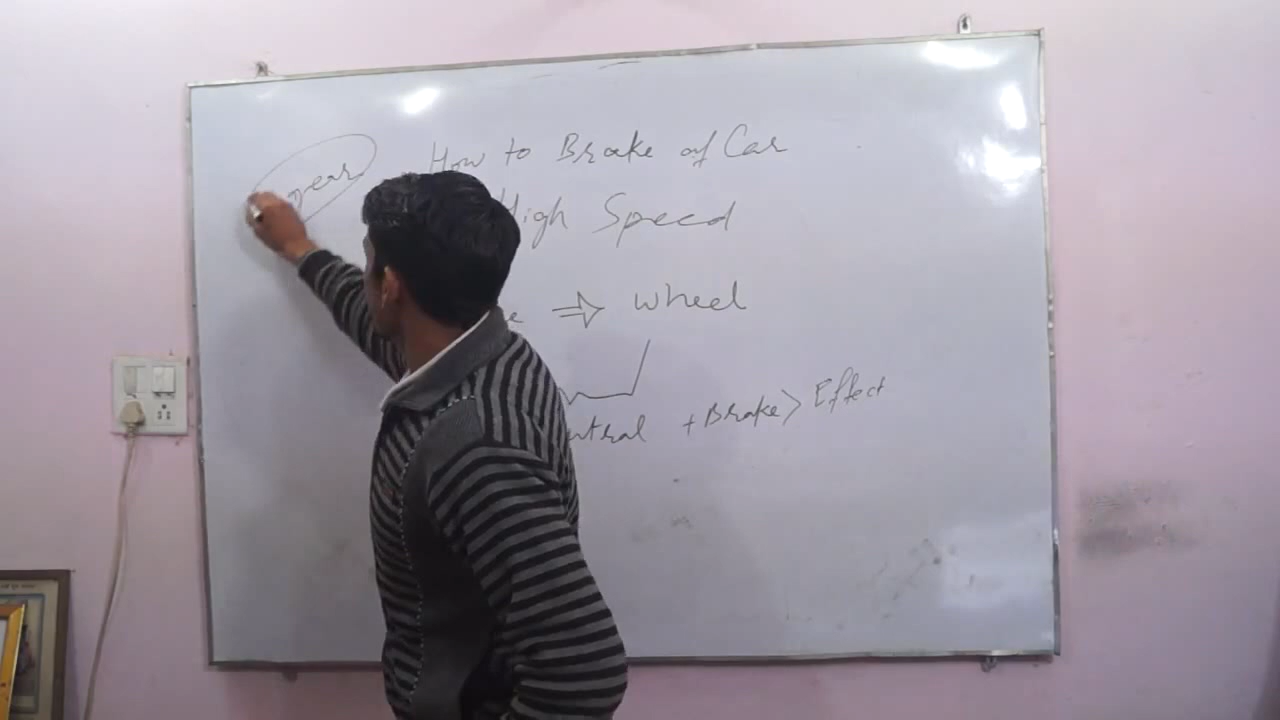 gear
How to Brake of Car
High Speed
⇒ wheel
+ Brake > Effect